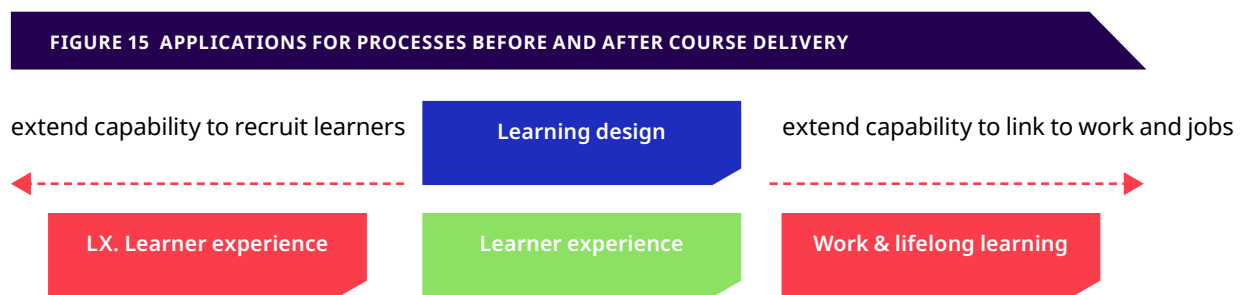 FIGURE 15 APPLICATIONS FOR PROCESSES BEFORE AND AFTER COURSE DELIVERY
extend capability to recruit learners
Learning design
extend capability to link to work and jobs
LX. Learner experience
Learner experience
Work & lifelong learning